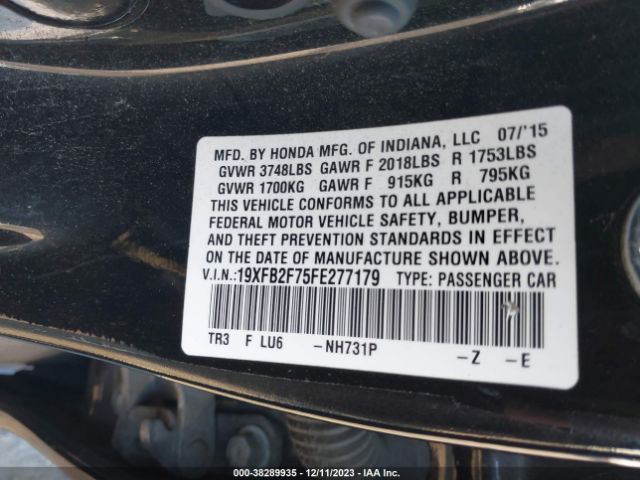 MFD. BY HONDA MFG. OF INDIANA, LLC 07/'15
GVWR 3748LBS GAWR F 2018LBS R 1753LBS
GVWR 1700KG GAWR F 915KG R 795KG
THIS VEHICLE CONFORMS TO ALL APPLICABLE
FEDERAL MOTOR VEHICLE SAFETY, BUMPER,
AND THEFT PREVENTION STANDARDS IN EFFECT
ON THE DATE OF MANUFACTURE SHOWN ABOVE.
V.I.N.:19XFB2F75FE277179 TYPE: PASSENGER CAR
TR3 F LU6 -NH731P -Z -E
000-38289935 - 12/11/2023 - IAA Inc.